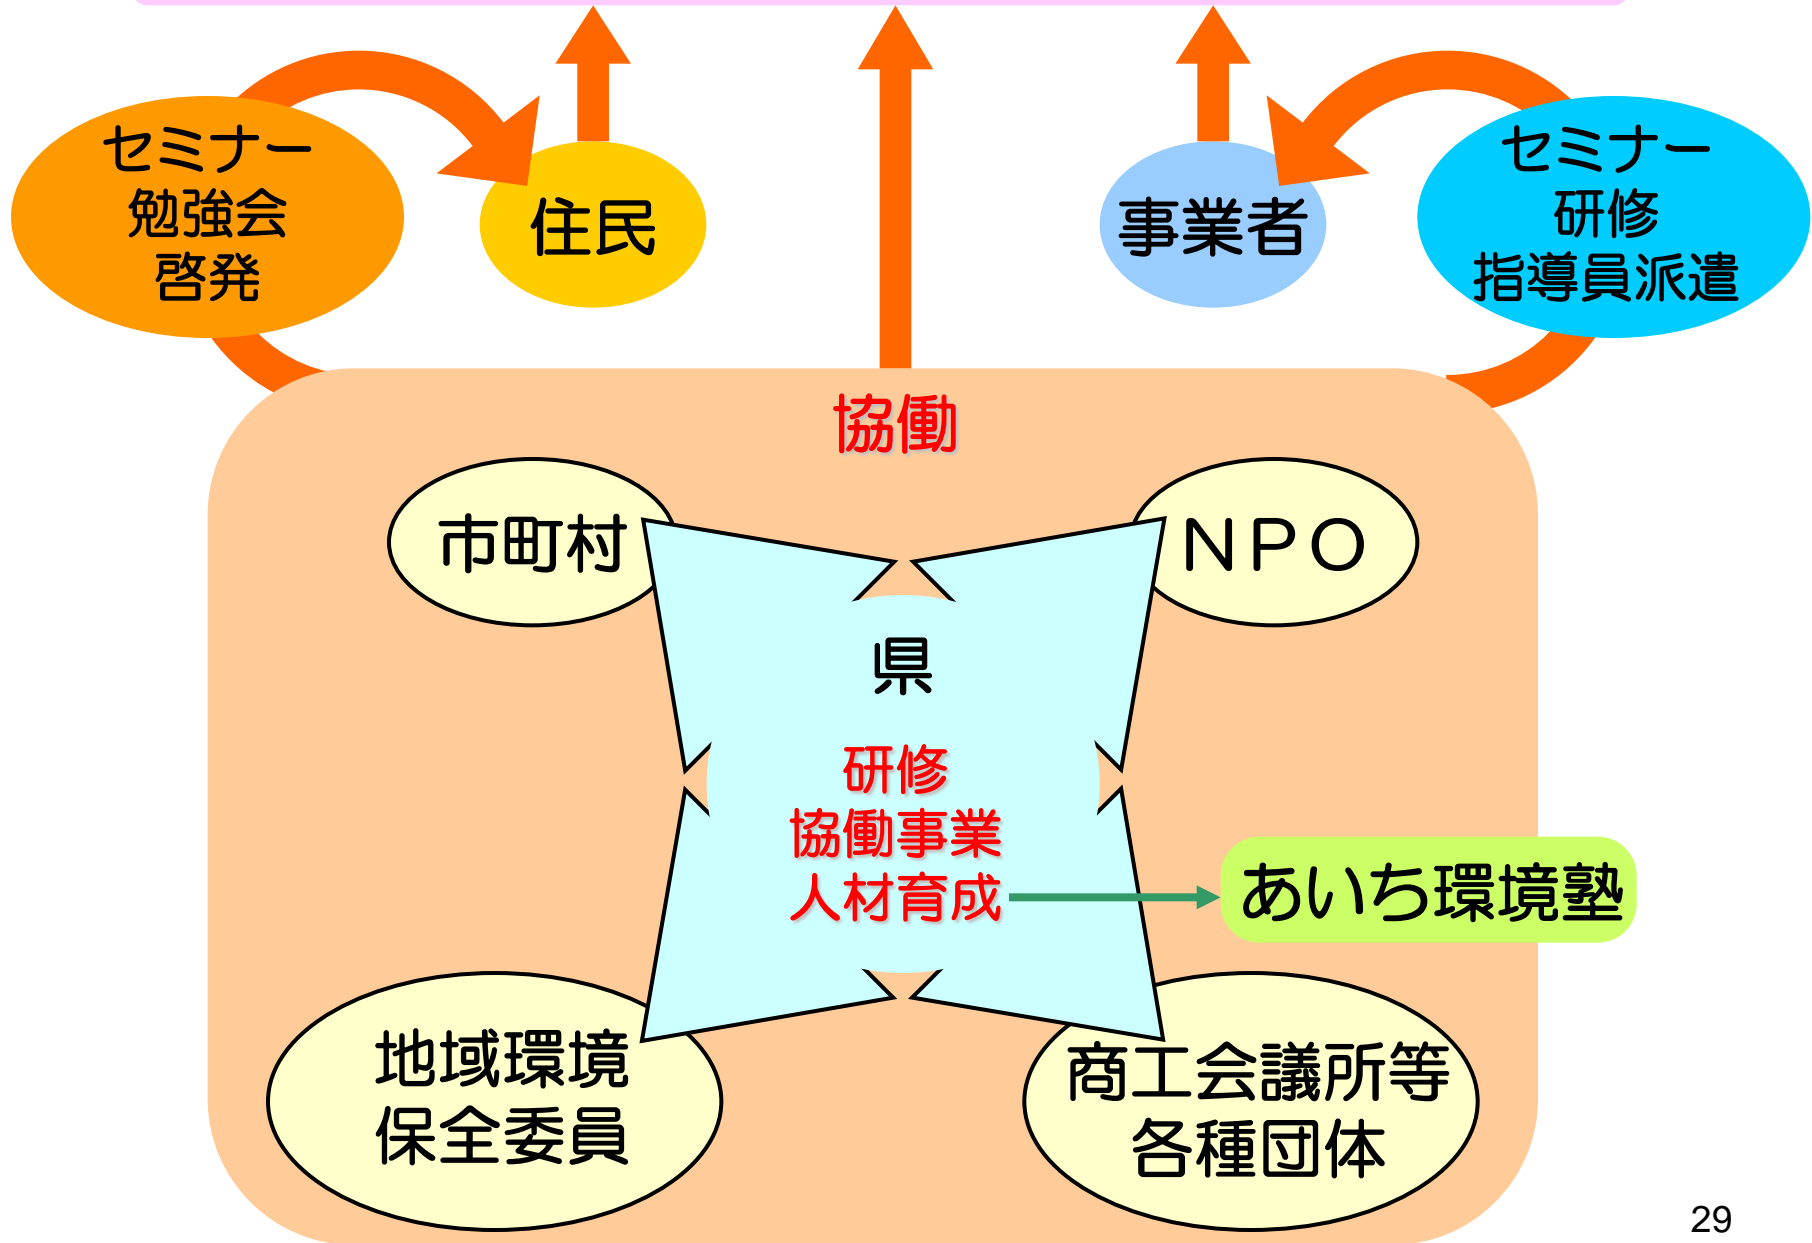 セミナー
勉強会
啓発
住民
事業者
セミナー
研修
指導員派遣
協働
市町村
ＮＰＯ
県
研修
協働事業
人材育成
あいち環境塾
地域環境
保全委員
商工会議所等
各種団体
29